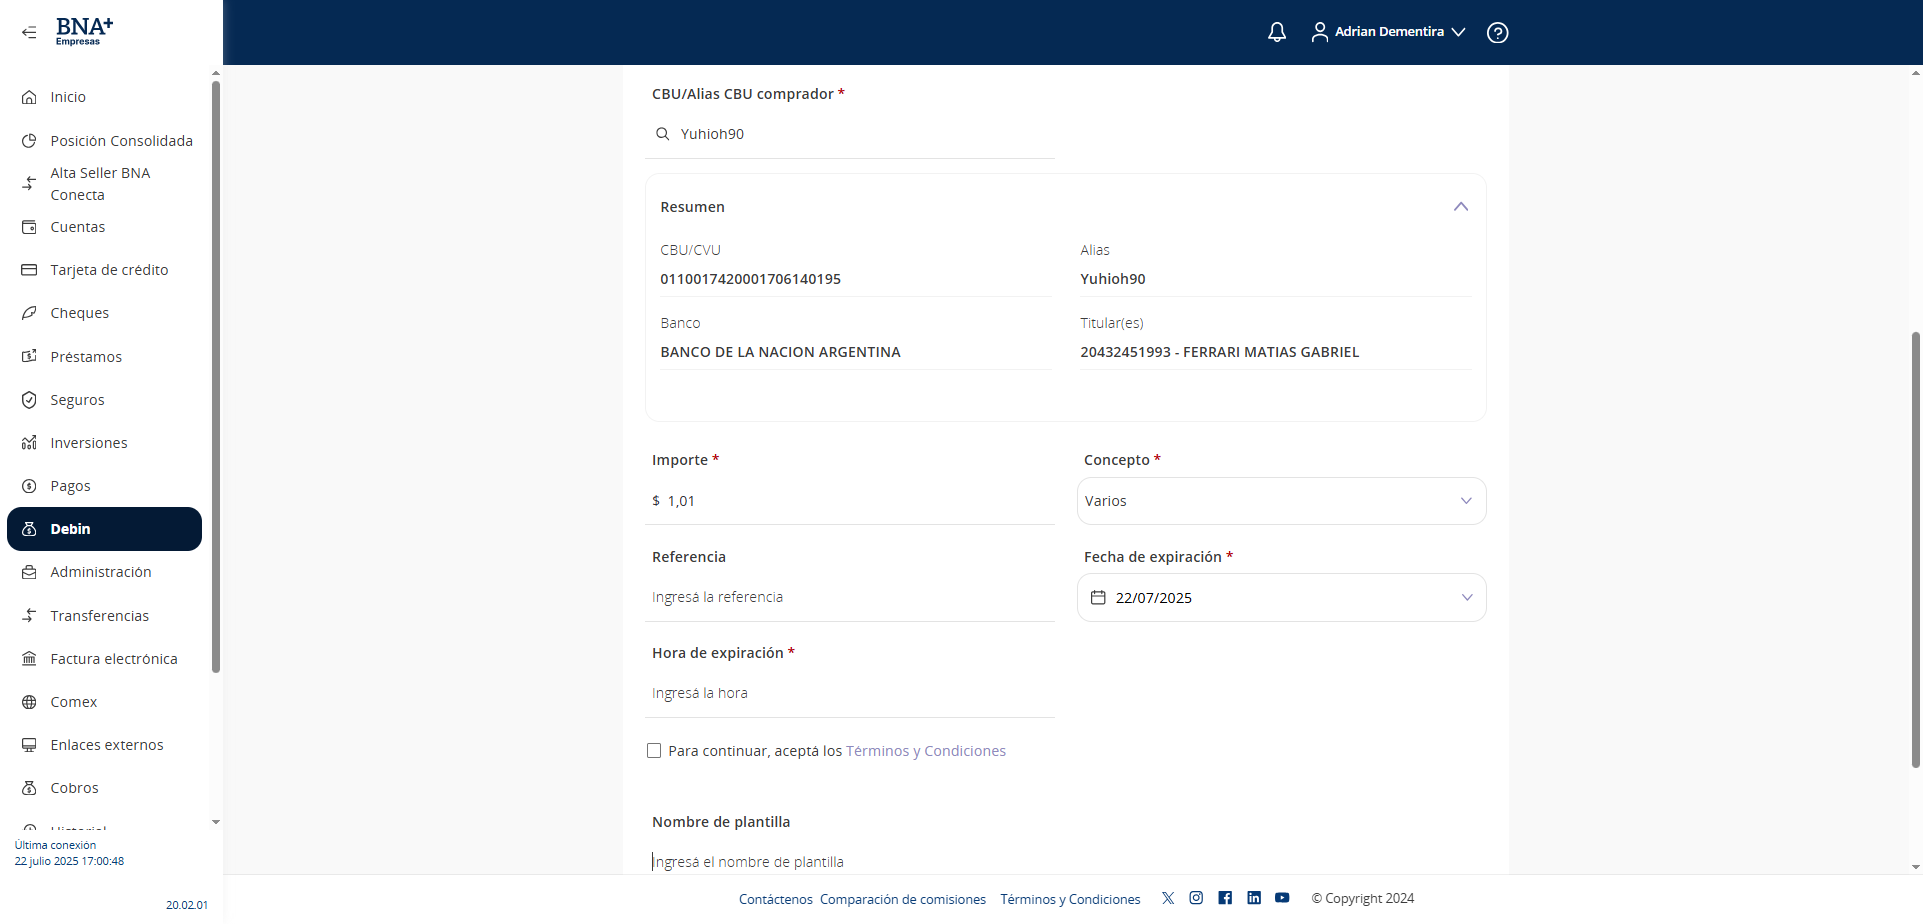 BNA+
Empresas
Adrian Dementira
Inicio
Posición Consolidada
Alta Seller BNA
Conecta
Cuentas
Tarjeta de crédito
Cheques
Préstamos
Seguros
Inversiones
Pagos
Debin
Administración
Transferencias
Factura electrónica
Comex
Enlaces externos
Cobros
Historial
Última conexión
22 julio 2025 17:00:48
20.02.01
CBU/Alias CBU comprador *
Yuhioh90
Resumen
CBU/CVU
0110017420001706140195
Alias
Yuhioh90
Banco
BANCO DE LA NACION ARGENTINA
Titular(es)
20432451993 - FERRARI MATIAS GABRIEL
Importe *
$ 1,01
Concepto *
Varios
Referencia
Ingresá la referencia
Fecha de expiración *
22/07/2025
Hora de expiración *
Ingresá la hora
Para continuar, aceptá los Términos y Condiciones
Nombre de plantilla
Ingresá el nombre de plantilla
Contáctenos Comparación de comisiones Términos y Condiciones © Copyright 2024